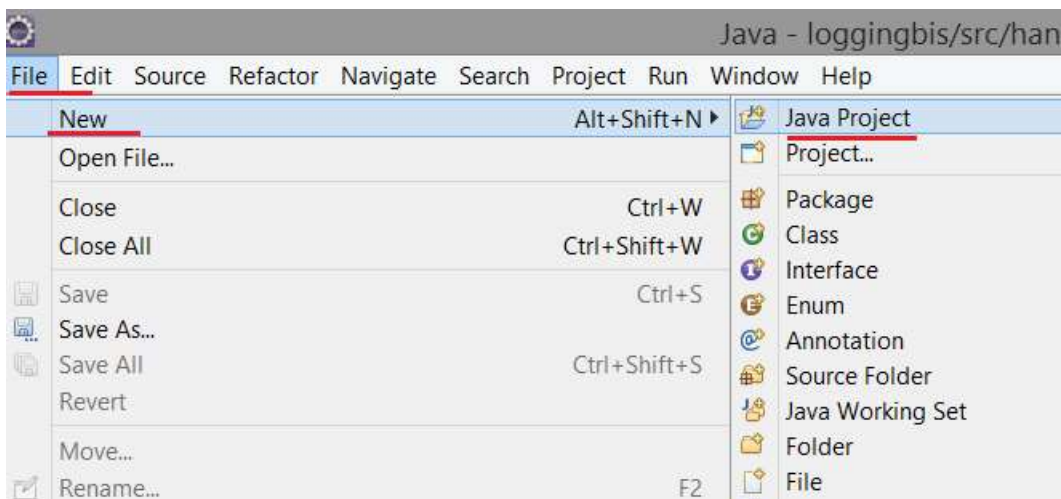 Java - loggingbis/src/han
File Edit Source Refactor Navigate Search Project Run Window Help
New Alt+Shift+N
Open File...
Close Ctrl+W
Close All Ctrl+Shift+W
Save Ctrl+S
Save As...
Save All Ctrl+Shift+S
Revert
Move...
Rename... F2
Java Project
Project...
Package
Class
Interface
Enum
Annotation
Source Folder
Java Working Set
Folder
File